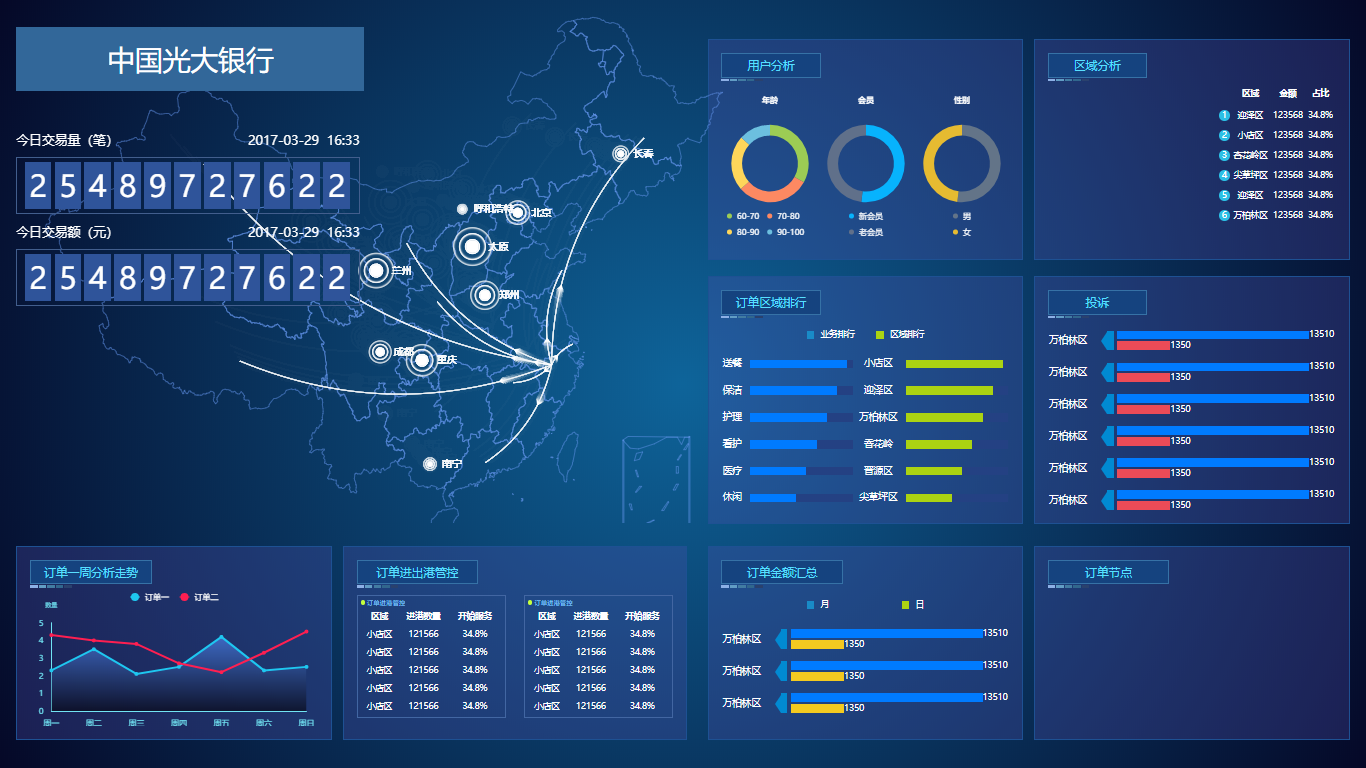 中国光大银行
今日交易量（笔） 2017-03-29 16:33
2 5 4 8 9 7 2 7 6 2 2
今日交易额（元） 2017-03-29 16:33
2 5 4 8 9 7 2 7 6 2 2
长春
呼和浩特
北京
太原
兰州
郑州
成都
重庆
南宁
用户分析
年龄 会员 性别
60-70 70-80 新会员 男
80-90 90-100 老会员 女
区域分析
区域 金额 占比
1 迎泽区 123568 34.8%
2 小店区 123568 34.8%
3 杏花岭区 123568 34.8%
4 尖草坪区 123568 34.8%
5 迎泽区 123568 34.8%
6 万柏林区 123568 34.8%
订单区域排行
业务排行 区域排行
送餐 小店区
保洁 迎泽区
护理 万柏林区
看护 杏花岭
医疗 晋源区
休闲 尖草坪区
投诉
万柏林区 13510
1350
万柏林区 13510
1350
万柏林区 13510
1350
万柏林区 13510
1350
万柏林区 13510
1350
万柏林区 13510
1350
订单一周分析走势
订单一 订单二
数量
5
4
3
2
1
0
周一 周二 周三 周四 周五 周六 周日
订单进出港管控
订单进港管控
区域 进港数量 开始服务
小店区 121566 34.8%
小店区 121566 34.8%
小店区 121566 34.8%
小店区 121566 34.8%
小店区 121566 34.8%
订单进港管控
区域 进港数量 开始服务
小店区 121566 34.8%
小店区 121566 34.8%
小店区 121566 34.8%
小店区 121566 34.8%
小店区 121566 34.8%
订单金额汇总
月 日
万柏林区 13510
1350
万柏林区 13510
1350
万柏林区 13510
1350
订单节点